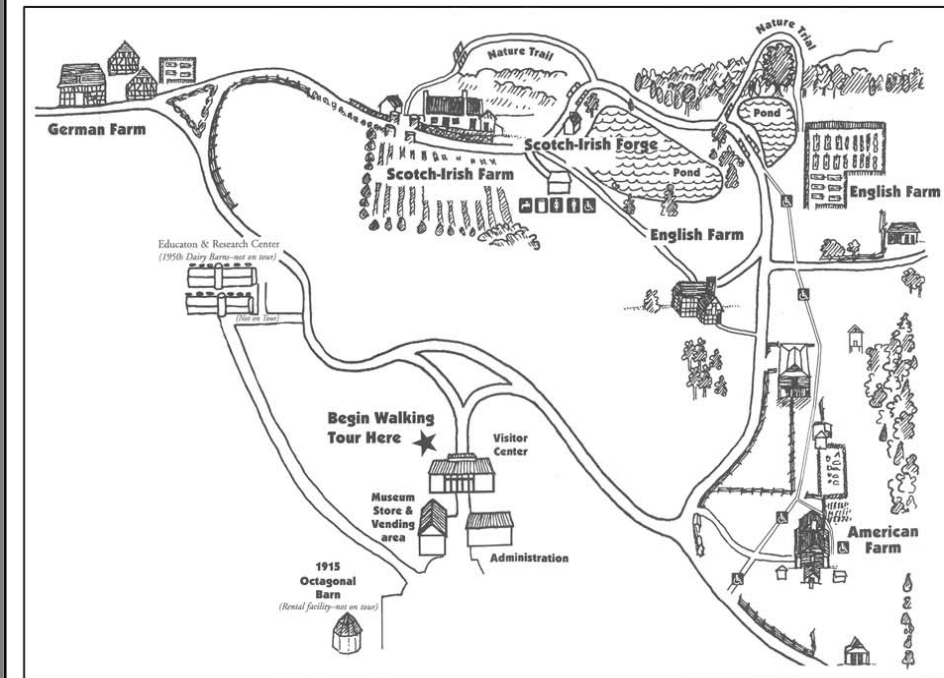 Nature Trail
Nature Trial
German Farm
Pond
Scotch-Irish Forge
Scotch-Irish Farm
Pond
English Farm
English Farm
Educaton & Research Center
(1950s Dairy Barns–not on tour)
(Not on Tour)
Begin Walking
Tour Here
Visitor
Center
Museum
Store &
Vending
area
Administration
American
Farm
1915
Octagonal
Barn
(Rental facility–not on tour)